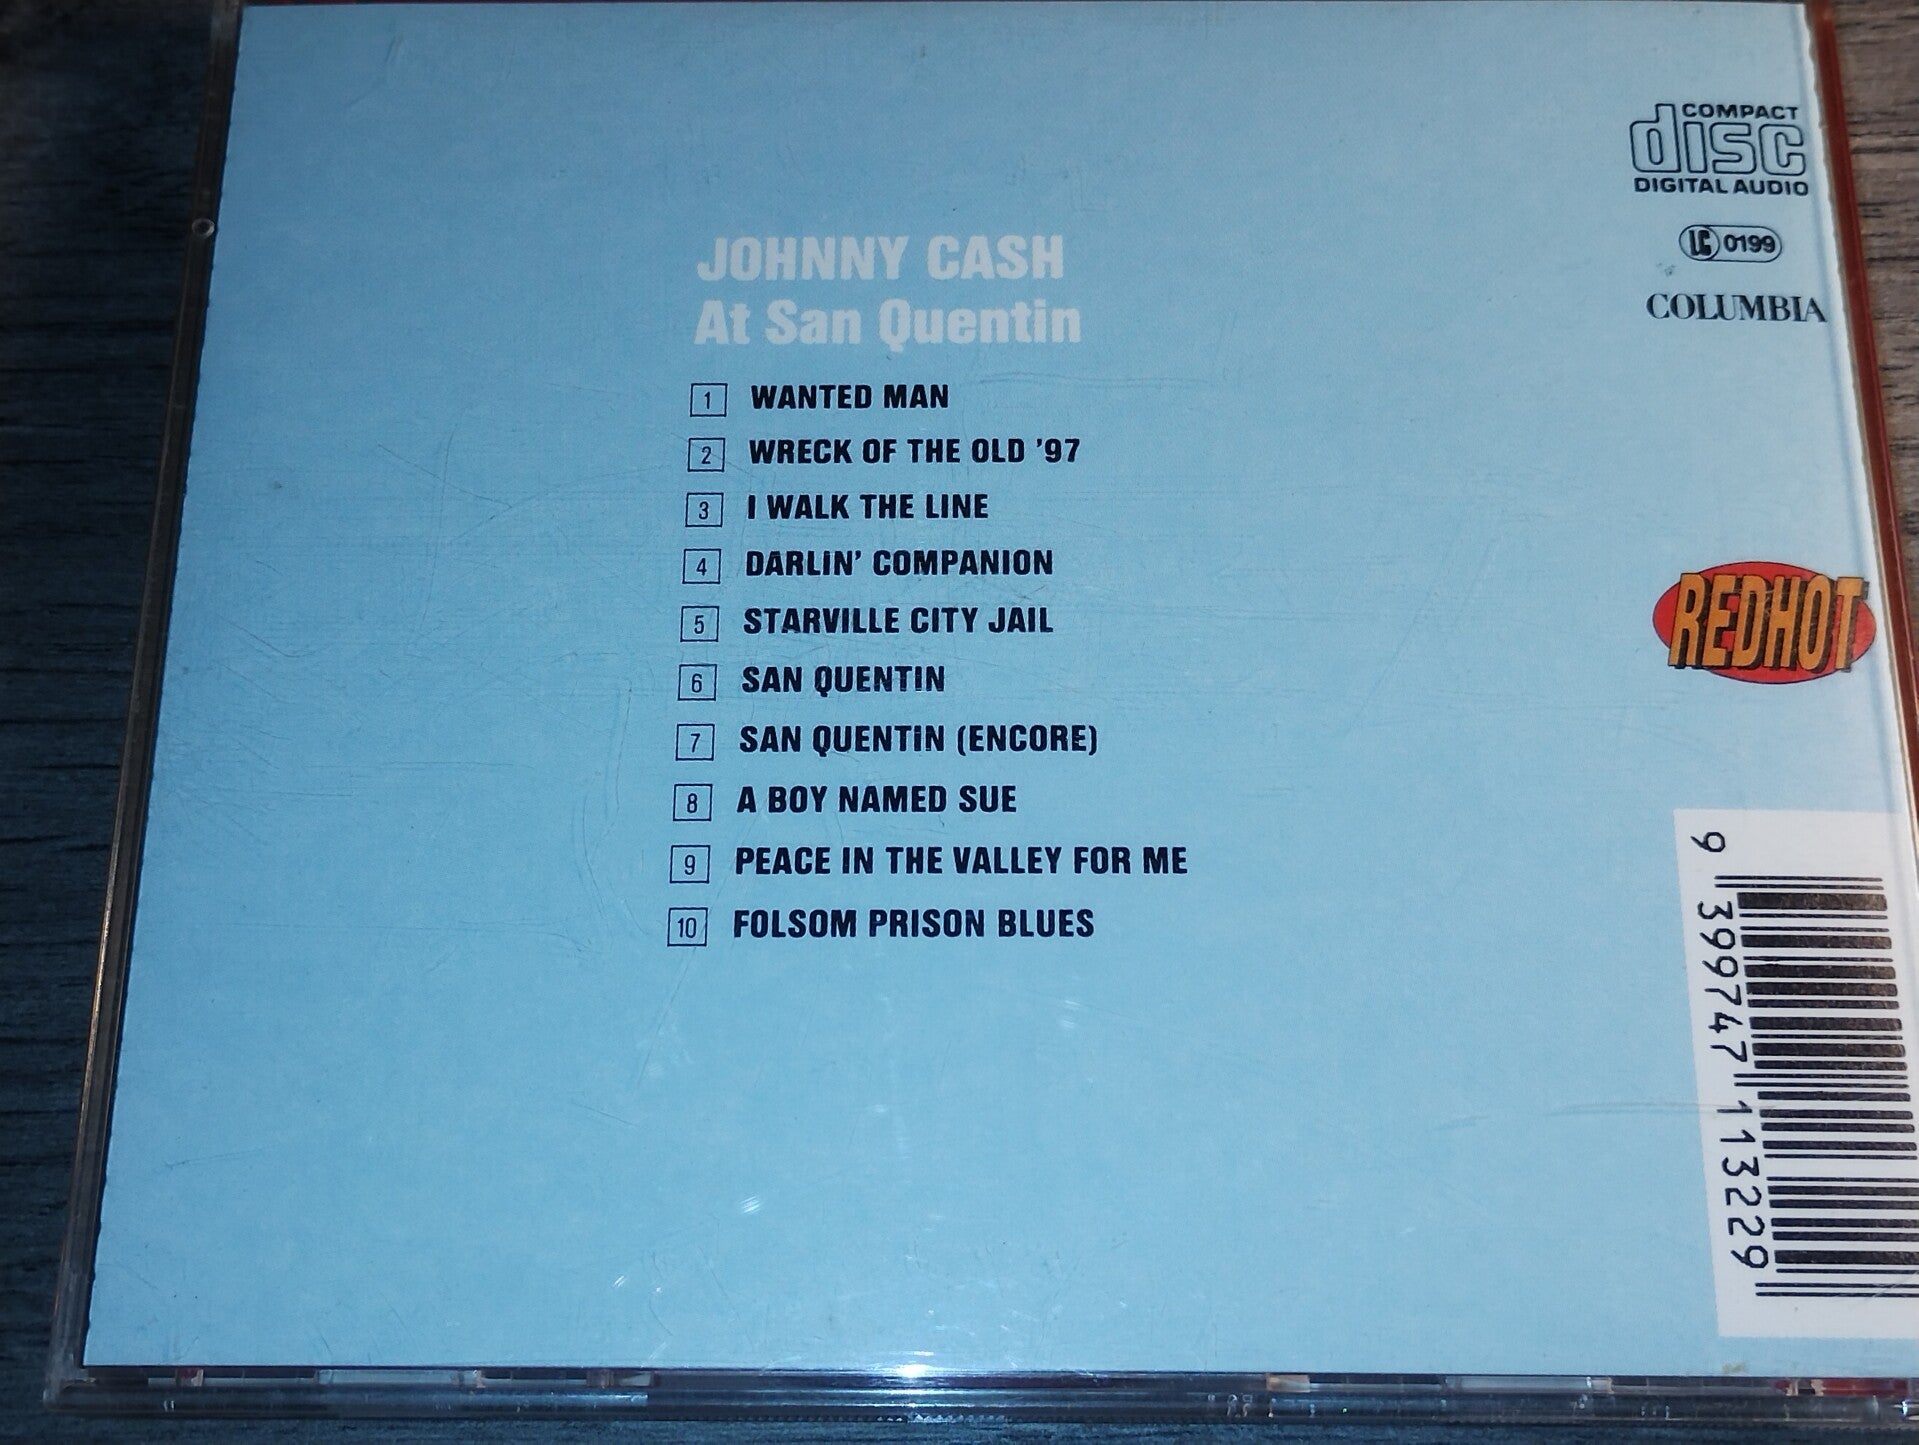 COMPACT
disc
DIGITAL AUDIO
LC 0199
COLUMBIA
JOHNNY CASH
At San Quentin
1 WANTED MAN
2 WRECK OF THE OLD '97
3 I WALK THE LINE
4 DARLIN' COMPANION
5 STARVILLE CITY JAIL
6 SAN QUENTIN
7 SAN QUENTIN (ENCORE)
8 A BOY NAMED SUE
9 PEACE IN THE VALLEY FOR ME
10 FOLSOM PRISON BLUES
REDHOT
9 399747 113229